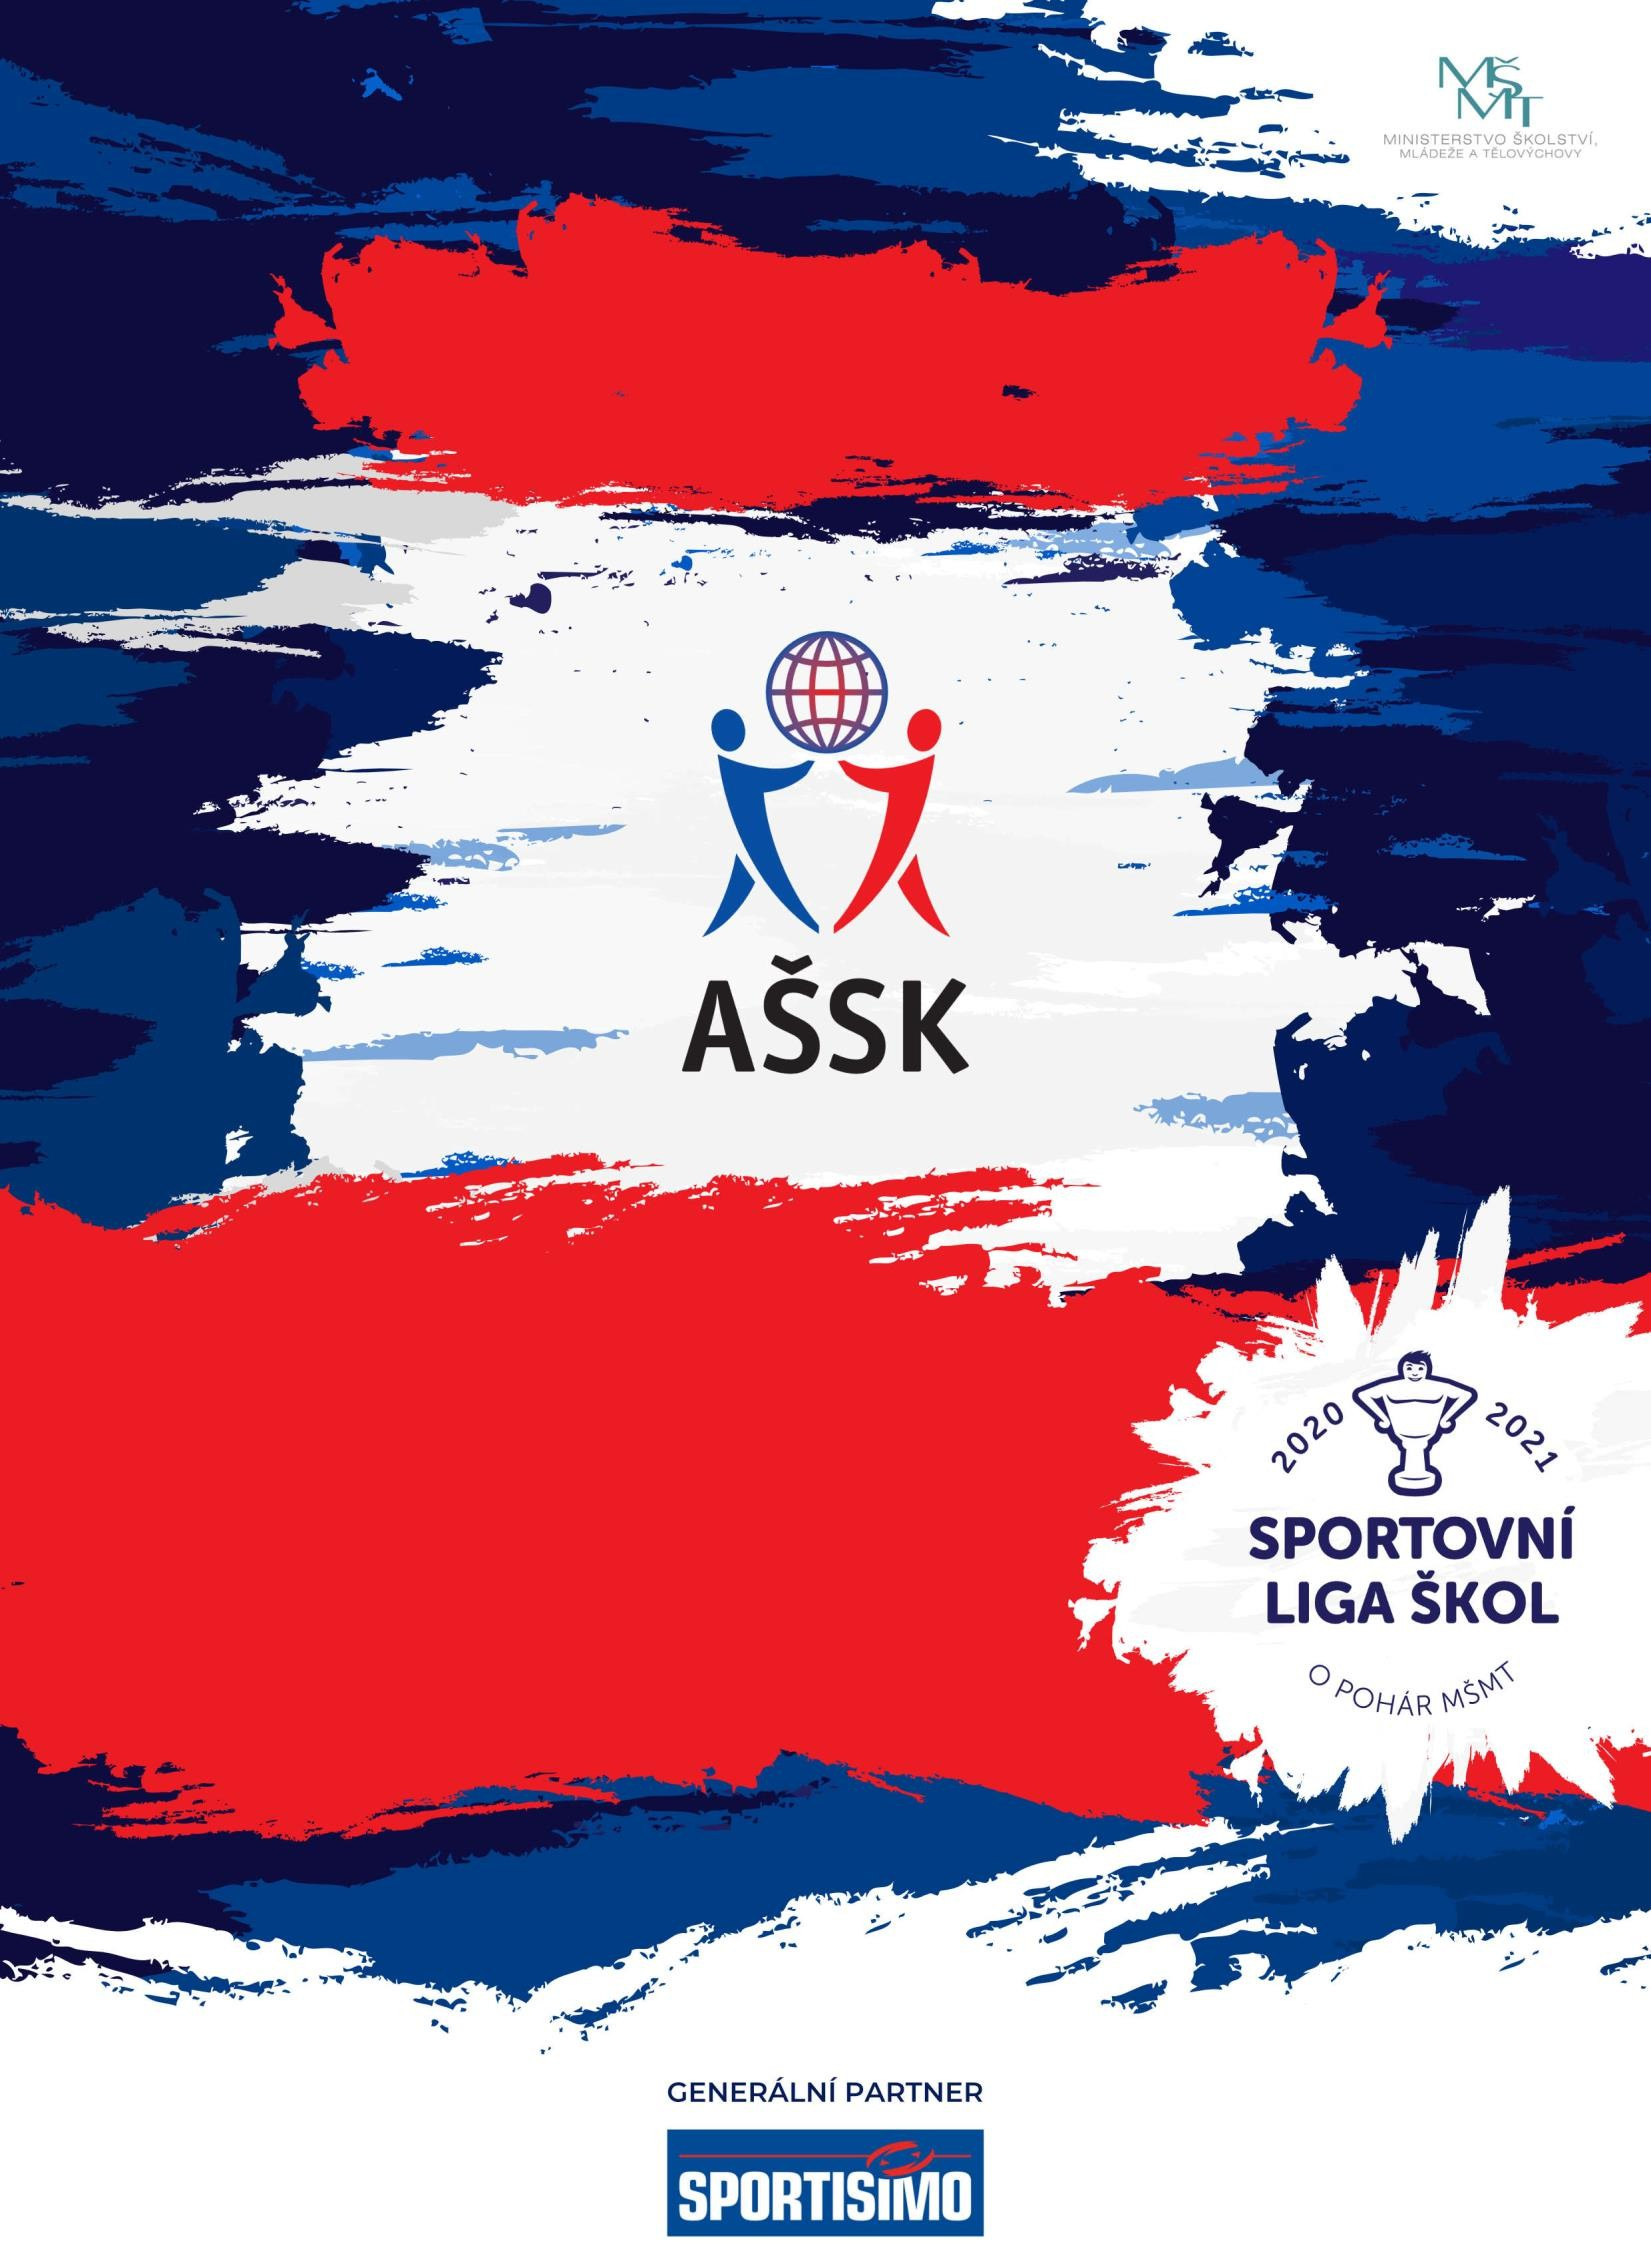 MŠMT
MINISTERSTVO ŠKOLSTVÍ,
MLÁDEŽE A TĚLOVÝCHOVY
AŠSK
2020 2021
SPORTOVNÍ
LIGA ŠKOL
O POHÁR MŠMT
GENERÁLNÍ PARTNER
SPORTISIMO